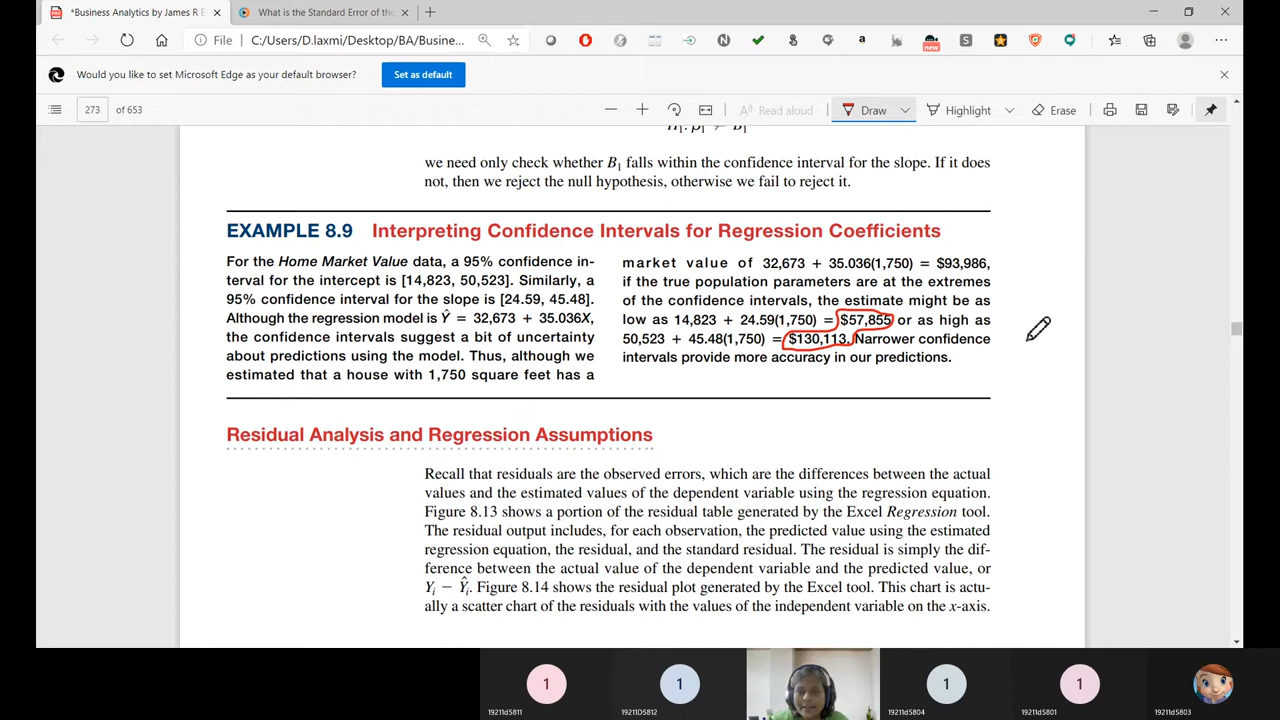 *Business Analytics by James R E
What is the Standard Error of the
File
C:/Users/D.laxmi/Desktop/BA/Busine...
new
Would you like to set Microsoft Edge as your default browser?
Set as default
273
of 653
Read aloud
Draw
Highlight
Erase
we need only check whether B1 falls within the confidence interval for the slope. If it does
not, then we reject the null hypothesis, otherwise we fail to reject it.
EXAMPLE 8.9 Interpreting Confidence Intervals for Regression Coefficients
For the Home Market Value data, a 95% confidence in-
terval for the intercept is [14,823, 50,523]. Similarly, a
95% confidence interval for the slope is [24.59, 45.48].
Although the regression model is Ŷ = 32,673 + 35.036X,
the confidence intervals suggest a bit of uncertainty
about predictions using the model. Thus, although we
estimated that a house with 1,750 square feet has a
market value of 32,673 + 35.036(1,750) = $93,986,
if the true population parameters are at the extremes
of the confidence intervals, the estimate might be as
low as 14,823 + 24.59(1,750) = $57,855 or as high as
50,523 + 45.48(1,750) = $130,113. Narrower confidence
intervals provide more accuracy in our predictions.
Residual Analysis and Regression Assumptions
Recall that residuals are the observed errors, which are the differences between the actual
values and the estimated values of the dependent variable using the regression equation.
Figure 8.13 shows a portion of the residual table generated by the Excel Regression tool.
The residual output includes, for each observation, the predicted value using the estimated
regression equation, the residual, and the standard residual. The residual is simply the dif-
ference between the actual value of the dependent variable and the predicted value, or
Yi − Ŷi. Figure 8.14 shows the residual plot generated by the Excel tool. This chart is actu-
ally a scatter chart of the residuals with the values of the independent variable on the x-axis.
1
1
1
1
19211d5811
19211D5812
19211d5804
19211d5801
19211d5803